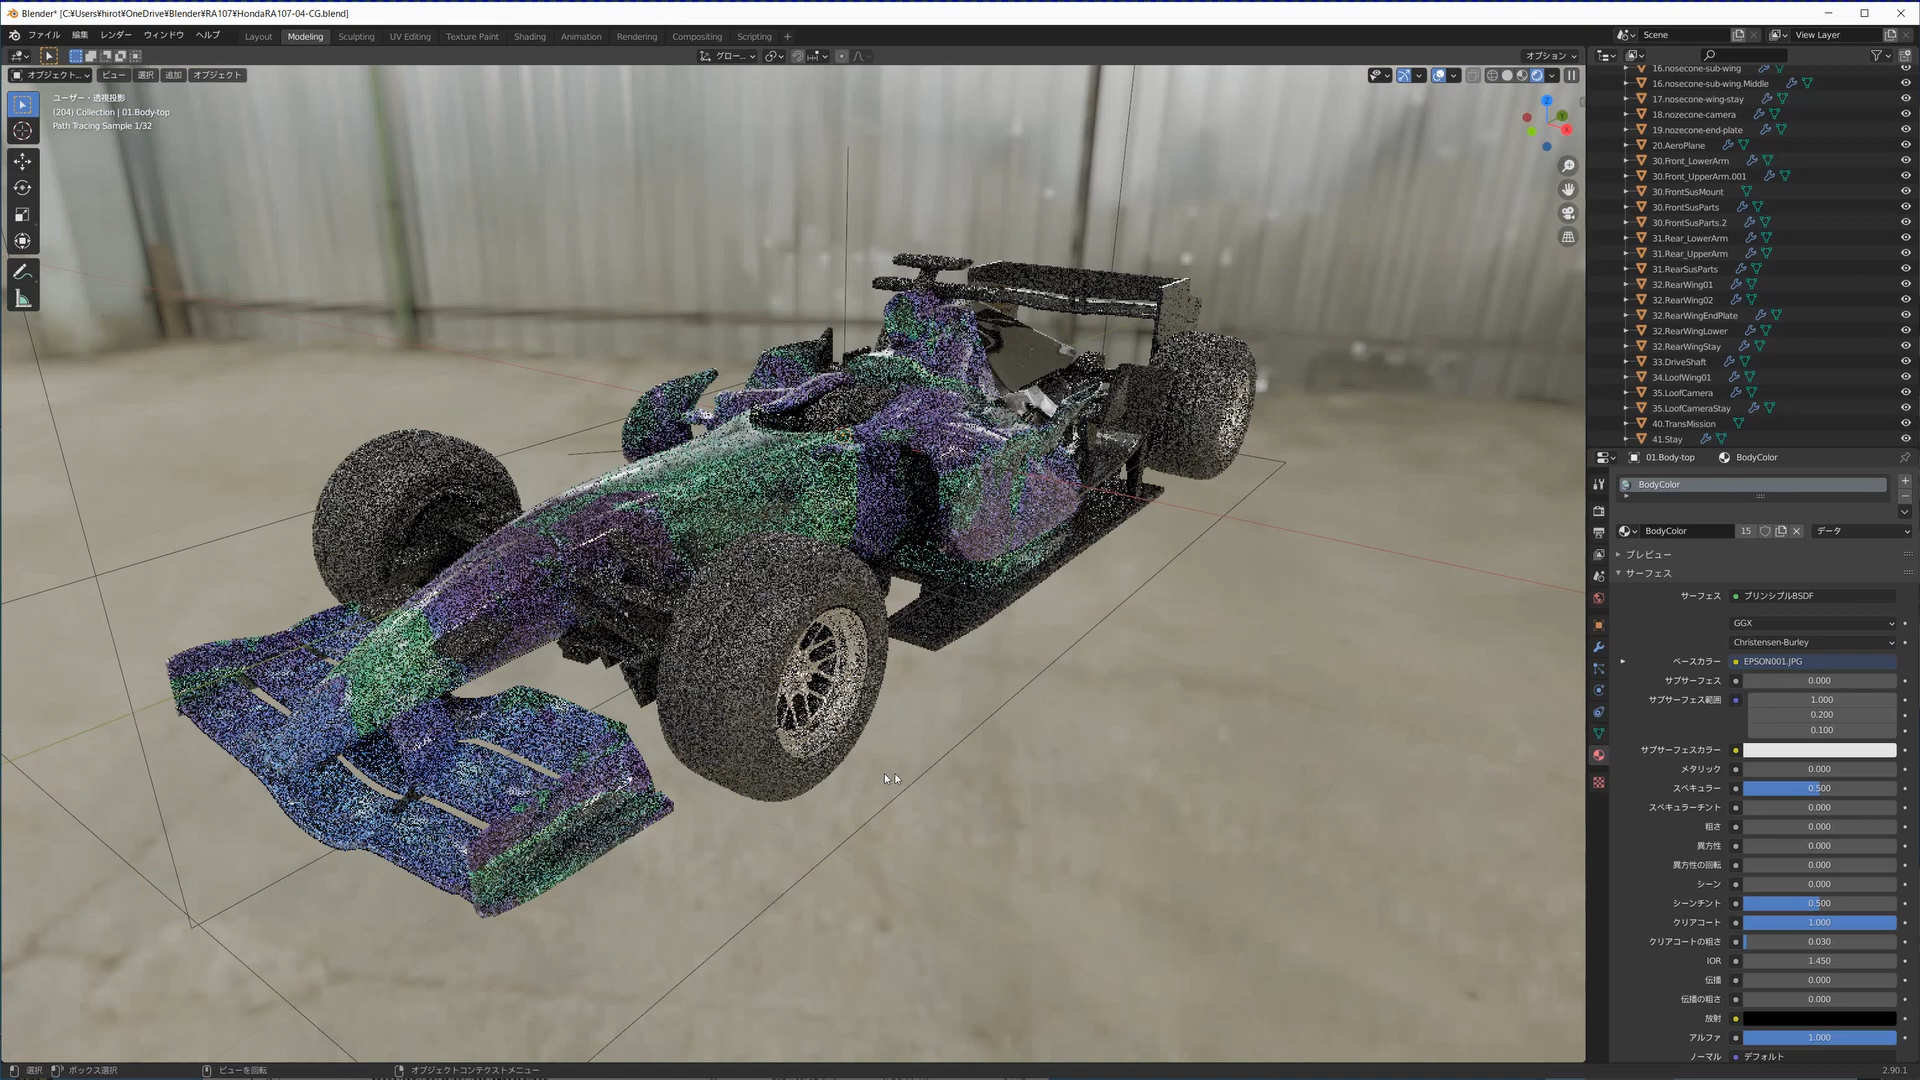 Blender* [C:¥Users¥hirot¥OneDrive¥Blender¥RA107¥HondaRA107-04-CG.blend]
ファイル 編集 レンダー ウィンドウ ヘルプ Layout Modeling Sculpting UV Editing Texture Paint Shading Animation Rendering Compositing Scripting + Scene View Layer
グロー... オプション
オブジェクト... ビュー 選択 追加 オブジェクト
ユーザー・透視投影
(204) Collection | 01.Body-top
Path Tracing Sample 1/32
16.nosecone-sub-wing
16.nosecone-sub-wing.Middle
17.nosecone-wing-stay
18.nozecone-camera
19.nozecone-end-plate
20.AeroPlane
30.Front_LowerArm
30.Front_UpperArm.001
30.FrontSusMount
30.FrontSusParts
30.FrontSusParts.2
31.Rear_LowerArm
31.Rear_UpperArm
31.RearSusParts
32.RearWing01
32.RearWing02
32.RearWingEndPlate
32.RearWingLower
32.RearWingStay
33.DriveShaft
34.LoofWing01
35.LoofCamera
35.LoofCameraStay
40.TransMission
41.Stay
01.Body-top BodyColor
BodyColor
BodyColor 15 データ
プレビュー
サーフェス
サーフェス プリンシプルBSDF
GGX
Christensen-Burley
ベースカラー EPSON001.JPG
サブサーフェス 0.000
サブサーフェス範囲 1.000
0.200
0.100
サブサーフェスカラー
メタリック 0.000
スペキュラー 0.500
スペキュラーチント 0.000
粗さ 0.000
異方性 0.000
異方性の回転 0.000
シーン 0.000
シーンチント 0.500
クリアコート 1.000
クリアコートの粗さ 0.030
IOR 1.450
伝播 0.000
伝播の粗さ 0.000
放射
アルファ 1.000
ノーマル デフォルト
選択 ボックス選択 ビューを回転 オブジェクトコンテクストメニュー 2.90.1